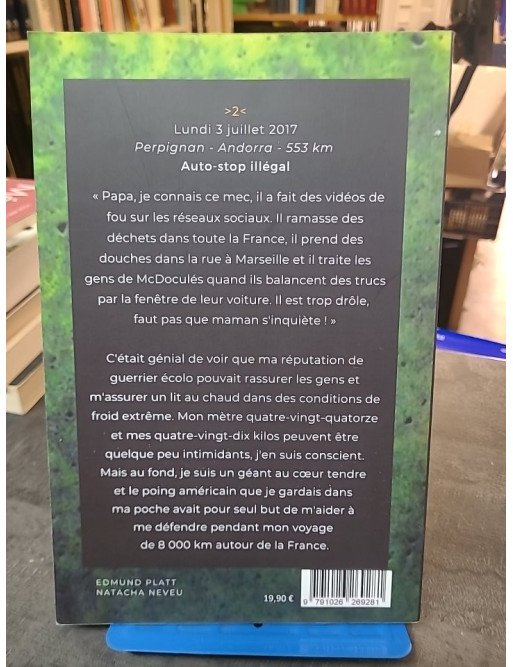 >2<
Lundi 3 juillet 2017
Perpignan - Andorra - 553 km
Auto-stop illégal
« Papa, je connais ce mec, il a fait des vidéos de
fou sur les réseaux sociaux. Il ramasse des
déchets dans toute la France, il prend des
douches dans la rue à Marseille et il traite les
gens de McDoculés quand ils balancent des trucs
par la fenêtre de leur voiture. Il est trop drôle,
faut pas que maman s'inquiète ! »
C'était génial de voir que ma réputation de
guerrier écolo pouvait rassurer les gens et
m'assurer un lit au chaud dans des conditions de
froid extrême. Mon mètre quatre-vingt-quatorze
et mes quatre-vingt-dix kilos peuvent être
quelque peu intimidants, j'en suis conscient.
Mais au fond, je suis un géant au cœur tendre
et le poing américain que je gardais dans
ma poche avait pour seul but de m'aider à
me défendre pendant mon voyage
de 8 000 km autour de la France.
EDMUND PLATT
NATACHA NEVEU
19,90 €
9 791026 269281